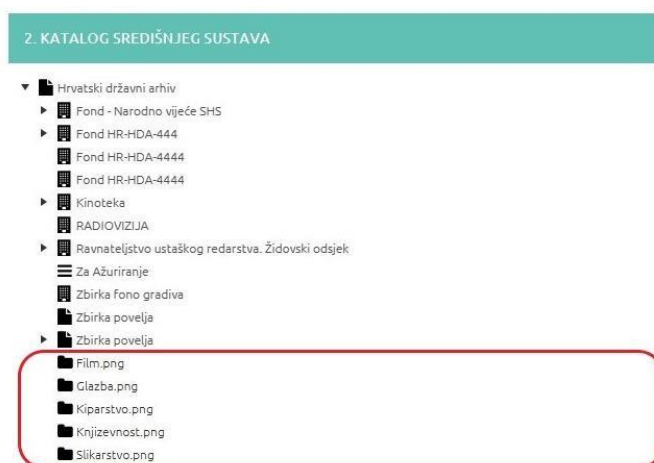 2. KATALOG SREDIŠNJEG SUSTAVA
Hrvatski državni arhiv
Fond - Narodno vijeće SHS
Fond HR-HDA-444
Fond HR-HDA-4444
Fond HR-HDA-4444
Kinoteka
RADIOVIZIJA
Ravnateljstvo ustaškog redarstva. Židovski odsjek
Za Ažuriranje
Zbirka fono gradiva
Zbirka povelja
Zbirka povelja
Film.png
Glazba.png
Kiparstvo.png
Knjizevnost.png
Slikarstvo.png